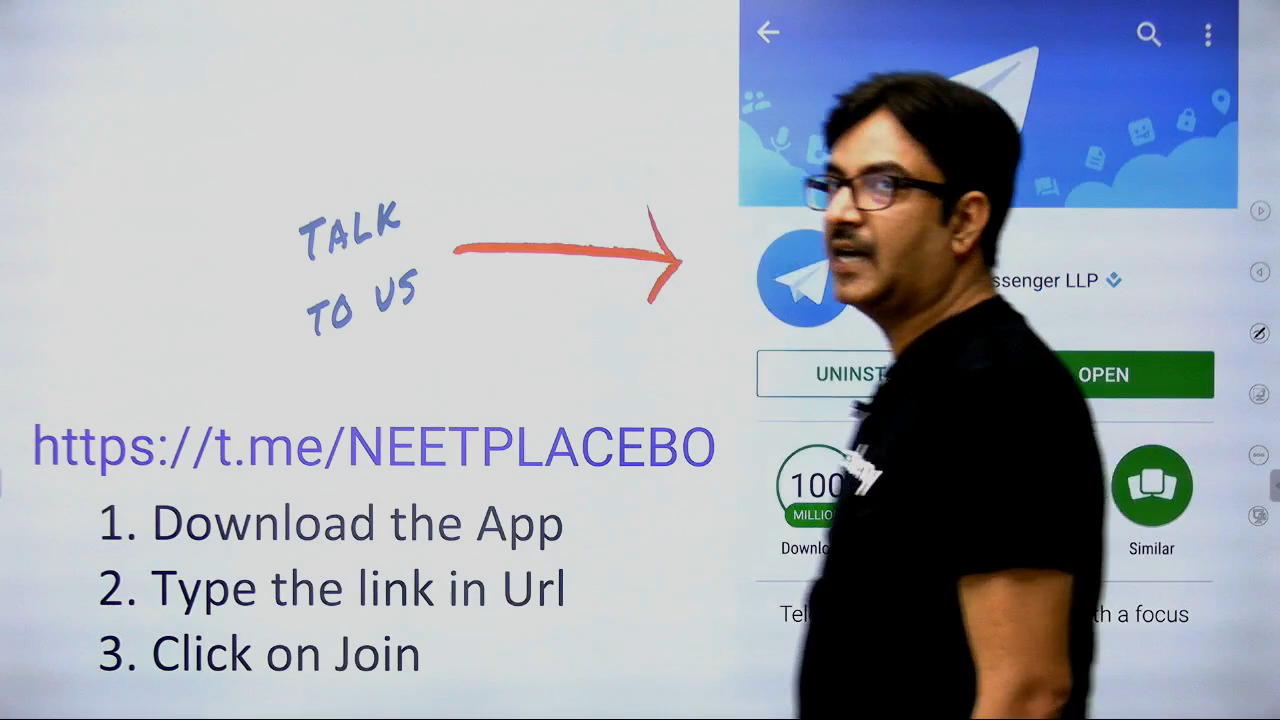 TALK
TO US
https://t.me/NEETPLACEBO
1. Download the App
2. Type the link in Url
3. Click on Join
ssenger LLP
UNINST
OPEN
100
MILLIO
Downlo
Similar
Tel
th a focus